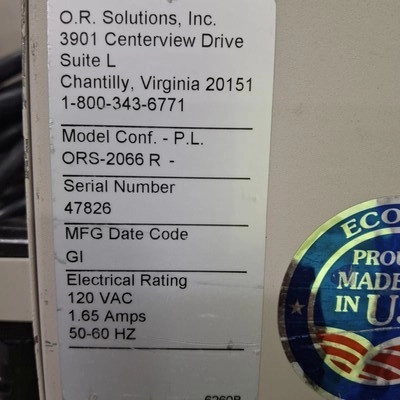 O.R. Solutions, Inc.
3901 Centerview Drive
Suite L
Chantilly, Virginia 20151
1-800-343-6771
Model Conf. - P.L.
ORS-2066 R -
Serial Number
47826
MFG Date Code
GI
Electrical Rating
120 VAC
1.65 Amps
50-60 HZ
ECO
PROU
MADE
IN U.S